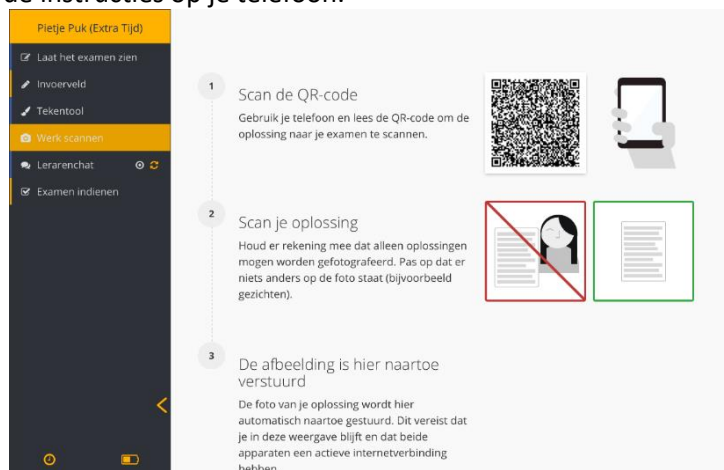 de instructies op je telefoon.
Pietje Puk (Extra Tijd)
Laat het examen zien
Invoerveld
Tekentool
Werk scannen
Lerarenchat
Examen indienen
1
Scan de QR-code
Gebruik je telefoon en lees de QR-code om de
oplossing naar je examen te scannen.
2
Scan je oplossing
Houd er rekening mee dat alleen oplossingen
mogen worden gefotografeerd. Pas op dat er
niets anders op de foto staat (bijvoorbeeld
gezichten).
3
De afbeelding is hier naartoe
verstuurd
De foto van je oplossing wordt hier
automatisch naartoe gestuurd. Dit vereist dat
je in deze weergave blijft en dat beide
apparaten een actieve internetverbinding
hebben.